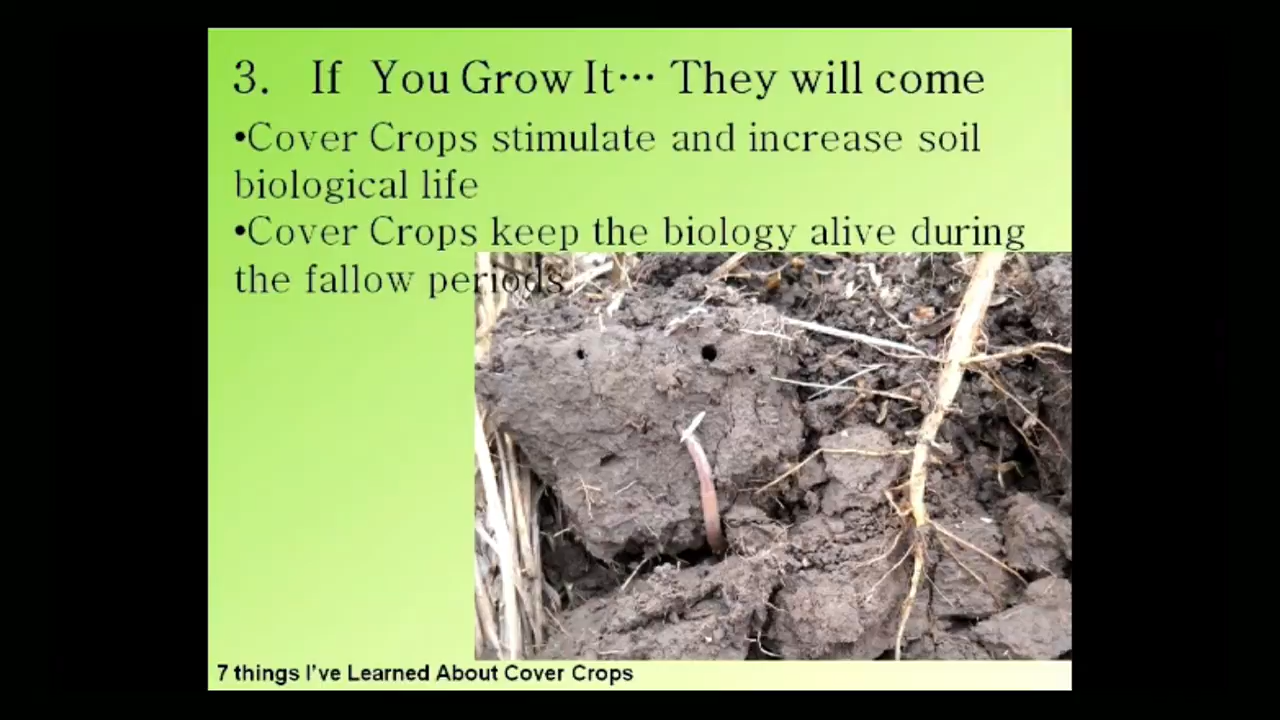 3. If You Grow It… They will come
•Cover Crops stimulate and increase soil
biological life
•Cover Crops keep the biology alive during
the fallow periods
7 things I've Learned About Cover Crops